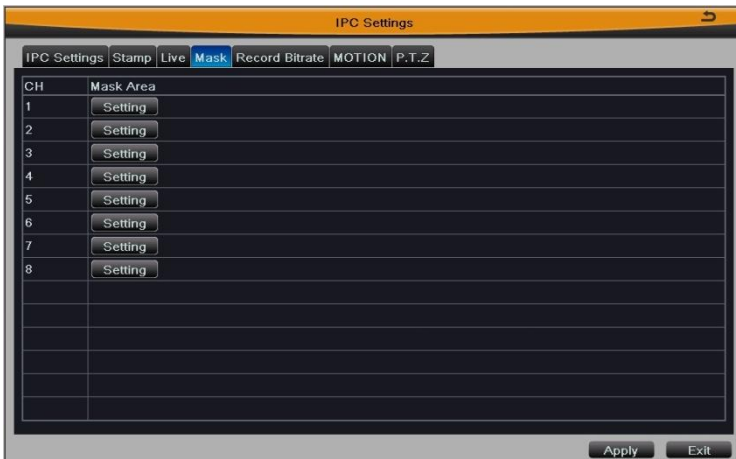 IPC Settings
IPC Settings Stamp Live Mask Record Bitrate MOTION P.T.Z
CH Mask Area
1 Setting
2 Setting
3 Setting
4 Setting
5 Setting
6 Setting
7 Setting
8 Setting
Apply Exit